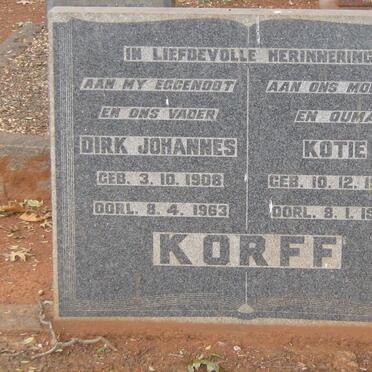 IN LIEFDEVOLLE HERINNERING
AAN MY EGGENOOT
EN ONS VADER
DIRK JOHANNES
GEB. 3. 10. 1908
OORL. 8. 4. 1963
AAN ONS
EN OUMA
KOTIE
GEB. 10. 12.
OORL. 8. 1.
KORFF